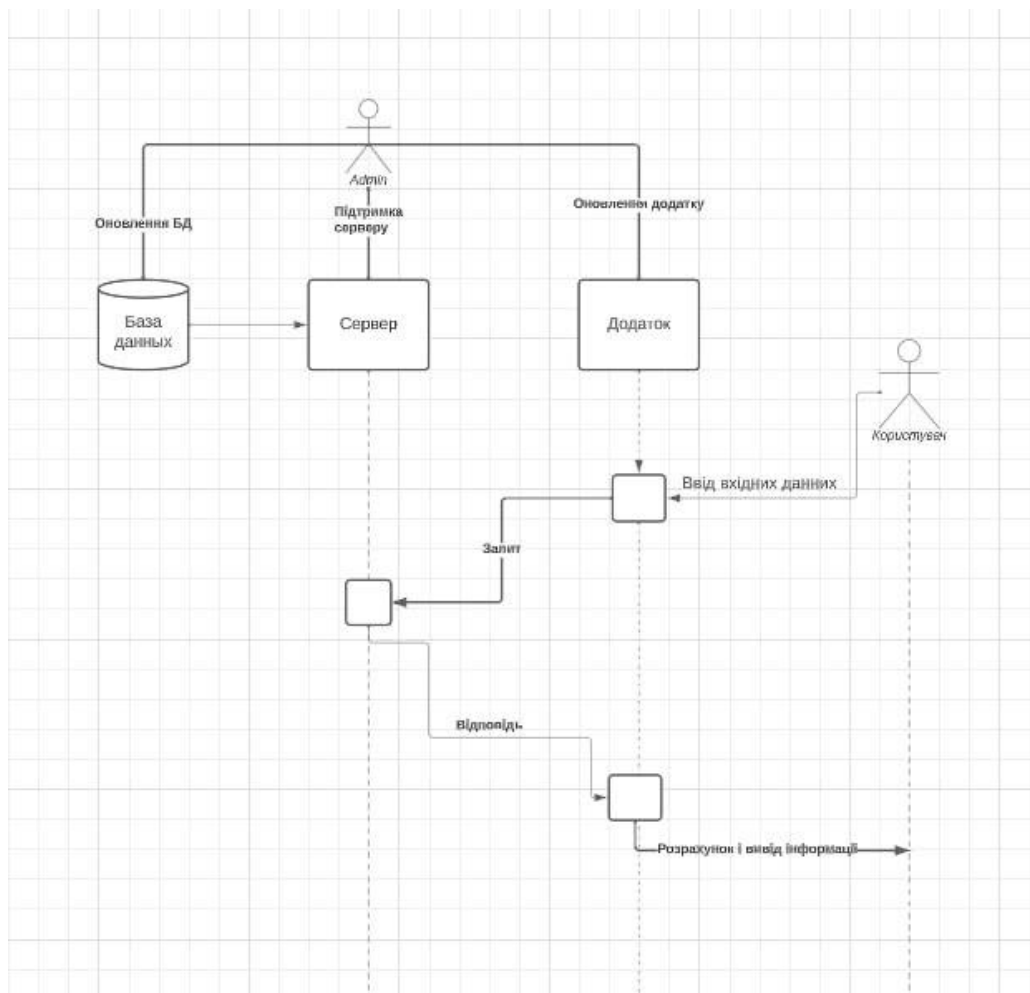 Admin
Оновлення БД
Підтримка
серверу
Оновлення додатку
База
данных
Сервер
Додаток
Користувач
Ввід вхідних данних
Запит
Відповідь
Розрахунок і вивід інформації